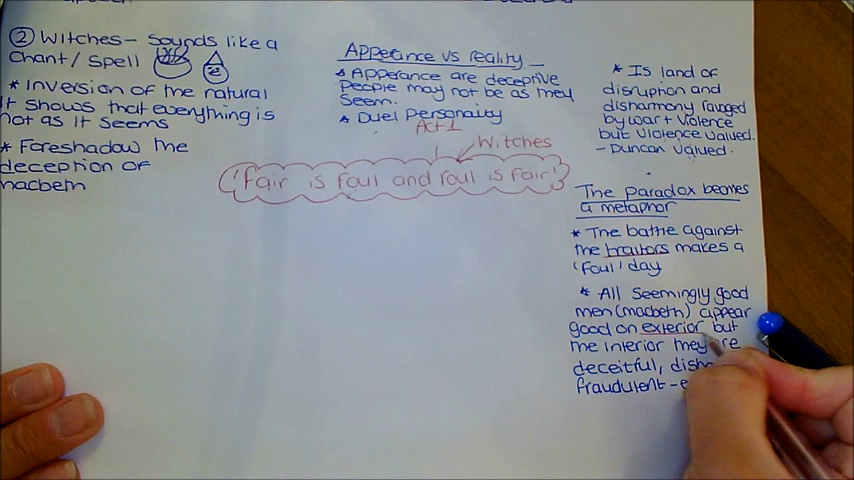 ② Witches - Sounds like a
Chant / Spell
* Inversion of the natural
It shows that everything is
not as it seems
* Foreshadow the
deception of
macbeth
Apperance vs reality -
* Apperance are deceptive
People may not be as they
Seem.
* Duel Personality
Act 1
Witches
'Fair is Foul and Foul is Fair'
* Is land of
disruption and
disharmony ravaged
by war + violence
but violence valued.
- Duncan valued.
The paradox becomes
a metaphor
* The battle against
the traitors makes a
'foul' day
* All Seemingly good
men (macbeth) appear
good on exterior but
the interior they are
deceitful,
fraudulent -